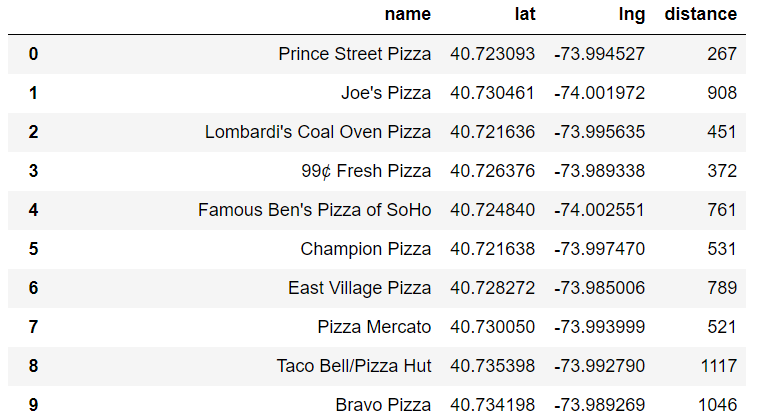 name lat lng distance
0 Prince Street Pizza 40.723093 -73.994527 267
1 Joe's Pizza 40.730461 -74.001972 908
2 Lombardi's Coal Oven Pizza 40.721636 -73.995635 451
3 99¢ Fresh Pizza 40.726376 -73.989338 372
4 Famous Ben's Pizza of SoHo 40.724840 -74.002551 761
5 Champion Pizza 40.721638 -73.997470 531
6 East Village Pizza 40.728272 -73.985006 789
7 Pizza Mercato 40.730050 -73.993999 521
8 Taco Bell/Pizza Hut 40.735398 -73.992790 1117
9 Bravo Pizza 40.734198 -73.989269 1046